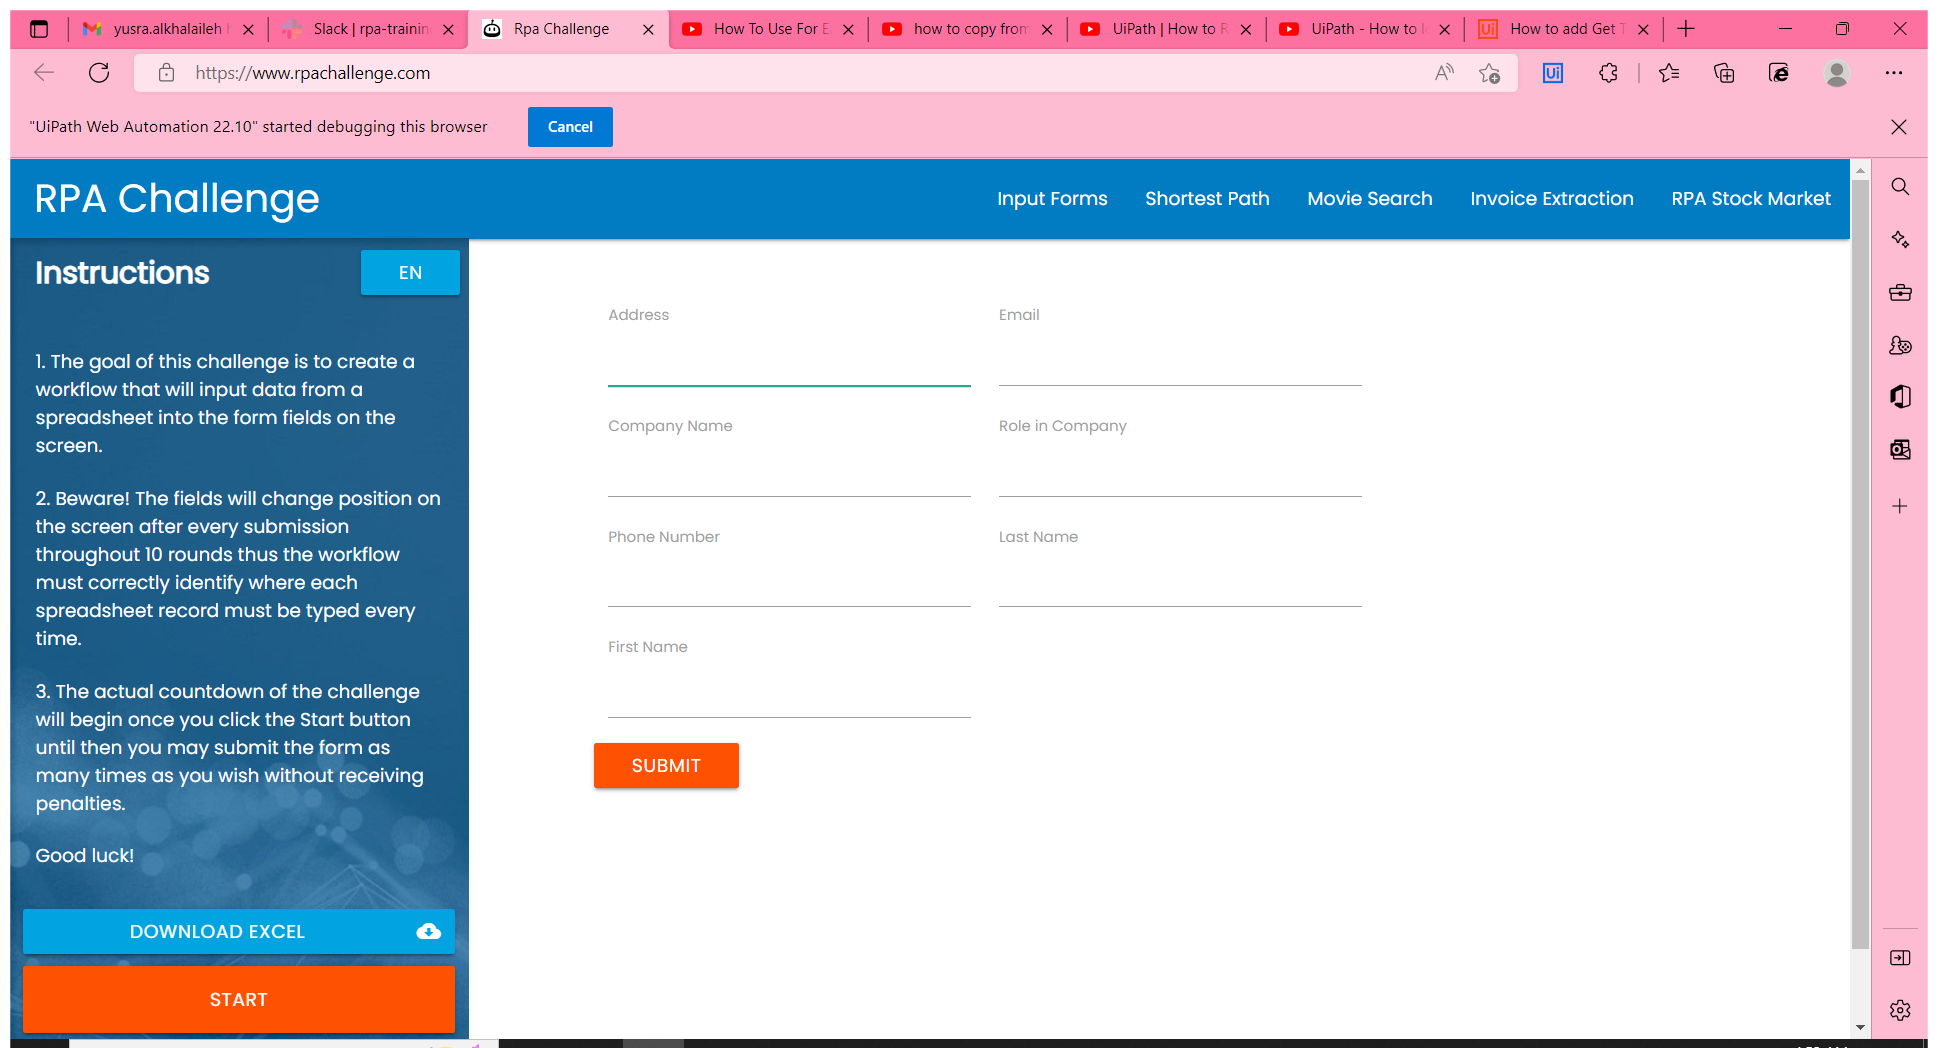 yusra.alkhalaileh
Slack | rpa-trainin
Rpa Challenge
How To Use For E
how to copy from
UiPath | How to R
UiPath - How to
How to add Get T
https://www.rpachallenge.com
"UiPath Web Automation 22.10" started debugging this browser
Cancel
RPA Challenge
Input Forms
Shortest Path
Movie Search
Invoice Extraction
RPA Stock Market
Instructions
EN
1. The goal of this challenge is to create a
workflow that will input data from a
spreadsheet into the form fields on the
screen.
2. Beware! The fields will change position on
the screen after every submission
throughout 10 rounds thus the workflow
must correctly identify where each
spreadsheet record must be typed every
time.
3. The actual countdown of the challenge
will begin once you click the Start button
until then you may submit the form as
many times as you wish without receiving
penalties.
Good luck!
DOWNLOAD EXCEL
START
Address
Email
Company Name
Role in Company
Phone Number
Last Name
First Name
SUBMIT